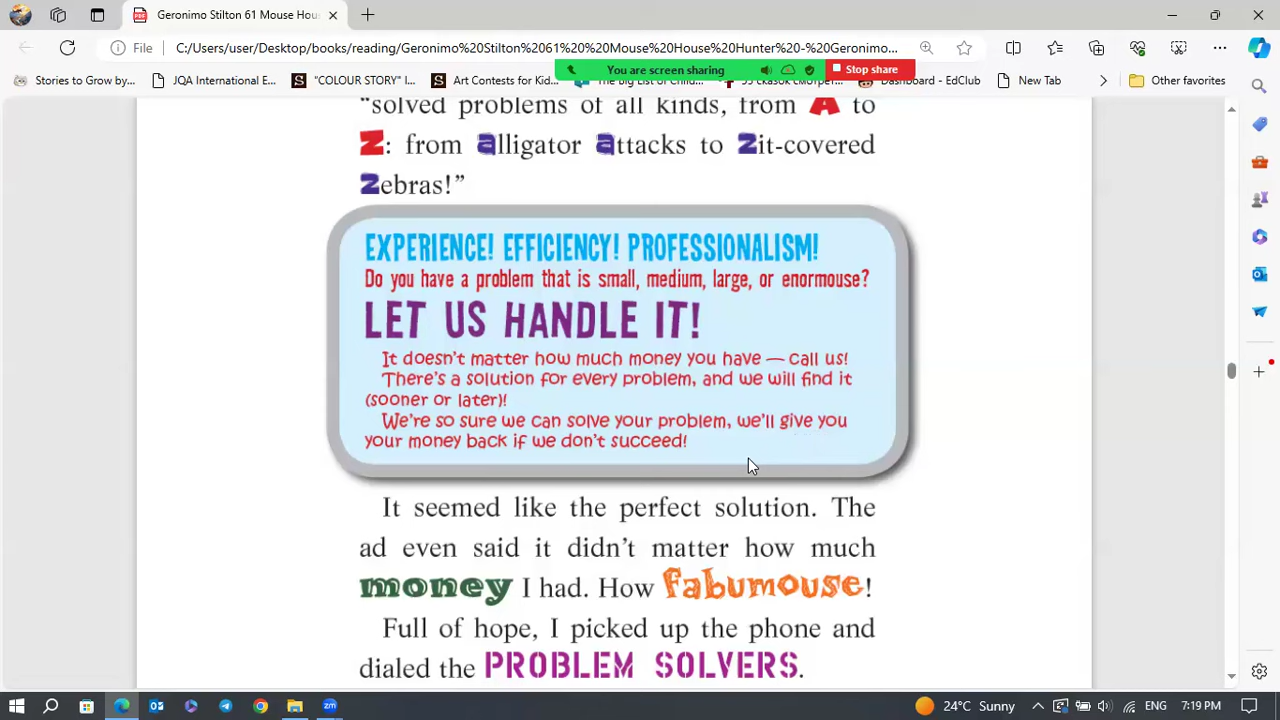 Geronimo Stilton 61 Mouse Hou
File
C:/Users/user/Desktop/books/reading/Geronimo%20Stilton%2061%20%20Mouse%20House%20Hunter%20-%20Geronimo...
You are screen sharing
Stop share
Stories to Grow by...
JSU International E...
"COLOUR STORY" I...
Art Contests for Kid...
Dashboard - EdClub
New Tab
Other favorites
"solved problems of all kinds, from A to
Z: from alligator attacks to Zit-covered
Zebras!"
EXPERIENCE! EFFICIENCY! PROFESSIONALISM!
Do you have a problem that is small, medium, large, or enormouse?
LET US HANDLE IT!
It doesn't matter how much money you have — call us!
There's a solution for every problem, and we will find it
(sooner or later)!
We're so sure we can solve your problem, we'll give you
your money back if we don't succeed!
It seemed like the perfect solution. The
ad even said it didn't matter how much
money I had. How fabumouse!
Full of hope, I picked up the phone and
dialed the PROBLEM SOLVERS.
24°C Sunny
ENG
7:19 PM